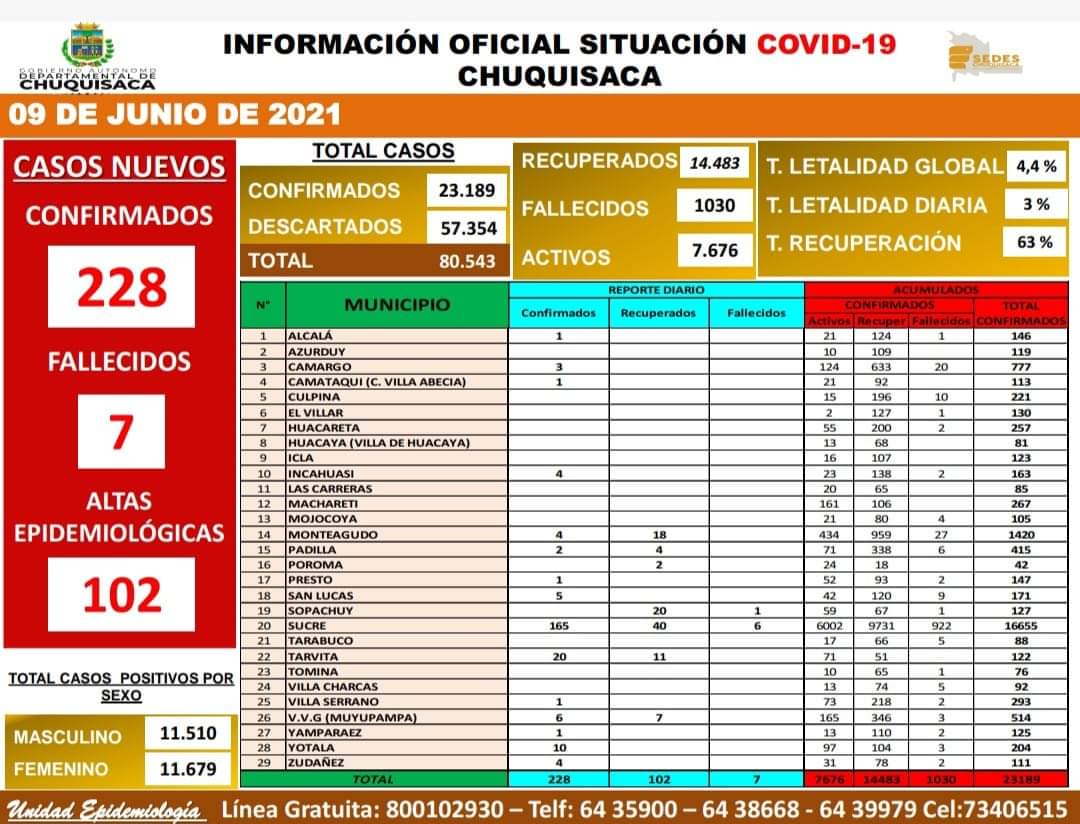 GOBIERNO AUTÓNOMO
DEPARTAMENTAL DE
CHUQUISACA
INFORMACIÓN OFICIAL SITUACIÓN COVID-19
CHUQUISACA
SEDES
CHUQUISACA
09 DE JUNIO DE 2021
CASOS NUEVOS
CONFIRMADOS
228
FALLECIDOS
7
ALTAS
EPIDEMIOLÓGICAS
102
TOTAL CASOS POSITIVOS POR
SEXO
MASCULINO 11.510
FEMENINO 11.679
TOTAL CASOS
CONFIRMADOS 23.189
DESCARTADOS 57.354
TOTAL 80.543
RECUPERADOS 14.483
FALLECIDOS 1030
ACTIVOS 7.676
T. LETALIDAD GLOBAL 4,4 %
T. LETALIDAD DIARIA 3 %
T. RECUPERACIÓN 63 %
N° MUNICIPIO REPORTE DIARIO ACUMULADOS
CONFIRMADOS TOTAL
Confirmados Recuperados Fallecidos Activos Recuper Fallecidos CONFIRMADOS
1 ALCALÁ 1 21 124 1 146
2 AZURDUY 10 109 119
3 CAMARGO 3 124 633 20 777
4 CAMATAQUI (C. VILLA ABECIA) 1 21 92 113
5 CULPINA 15 196 10 221
6 EL VILLAR 2 127 1 130
7 HUACARETA 55 200 2 257
8 HUACAYA (VILLA DE HUACAYA) 13 68 81
9 ICLA 16 107 123
10 INCAHUASI 4 23 138 2 163
11 LAS CARRERAS 20 65 85
12 MACHARETI 161 106 267
13 MOJOCOYA 21 80 4 105
14 MONTEAGUDO 4 18 434 959 27 1420
15 PADILLA 2 4 71 338 6 415
16 POROMA 2 24 18 42
17 PRESTO 1 52 93 2 147
18 SAN LUCAS 5 42 120 9 171
19 SOPACHUY 20 1 59 67 1 127
20 SUCRE 165 40 6 6002 9731 922 16655
21 TARABUCO 17 66 5 88
22 TARVITA 20 11 71 51 122
23 TOMINA 10 65 1 76
24 VILLA CHARCAS 13 74 5 92
25 VILLA SERRANO 1 73 218 2 293
26 V.V.G (MUYUPAMPA) 6 7 165 346 3 514
27 YAMPARAEZ 1 13 110 2 125
28 YOTALA 10 97 104 3 204
29 ZUDAÑEZ 4 31 78 2 111
TOTAL 228 102 7 7676 14483 1030 23189
Unidad Epidemiología Línea Gratuita: 800102930 – Telf: 64 35900 – 64 38668 - 64 39979 Cel:73406515